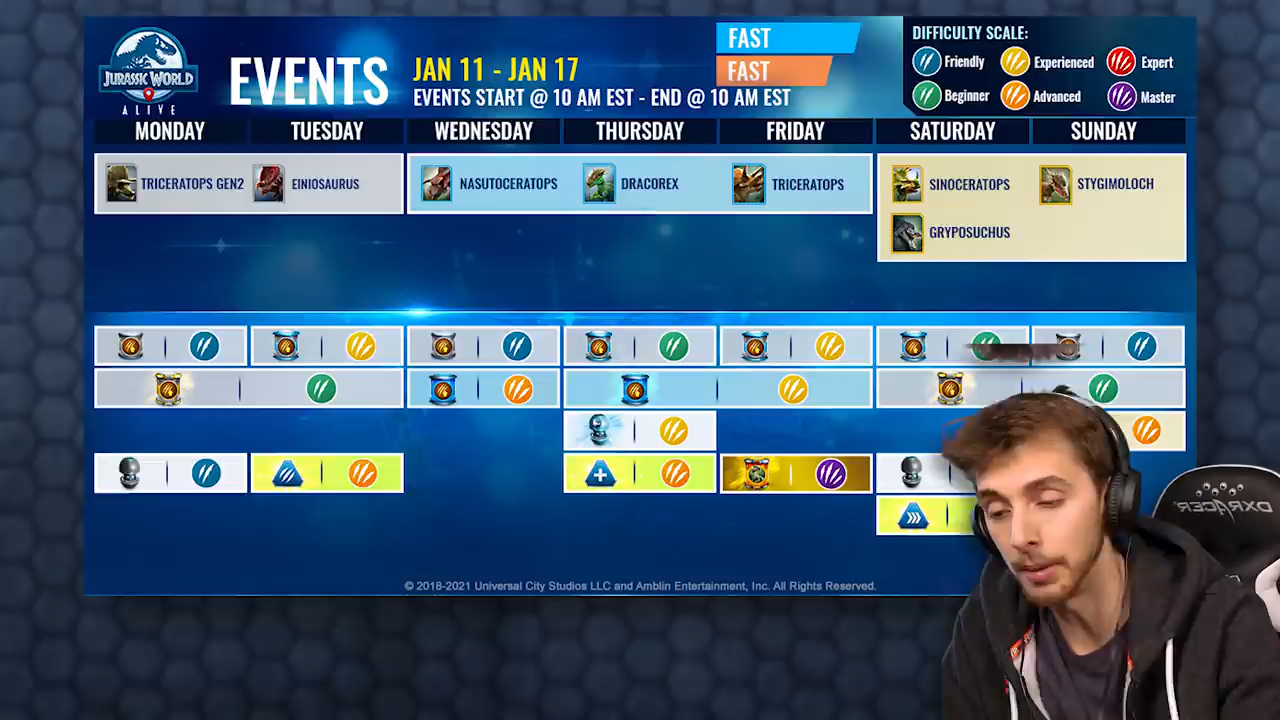 JURASSIC WORLD
ALIVE
EVENTS
JAN 11 - JAN 17
EVENTS START @ 10 AM EST - END @ 10 AM EST
FAST
FAST
DIFFICULTY SCALE:
Friendly
Experienced
Expert
Beginner
Advanced
Master
MONDAY
TUESDAY
WEDNESDAY
THURSDAY
FRIDAY
SATURDAY
SUNDAY
TRICERATOPS GEN2
EINIOSAURUS
NASUTOCERATOPS
DRACOREX
TRICERATOPS
SINOCERATOPS
STYGIMOLOCH
GRYPOSUCHUS
© 2018-2021 Universal City Studios LLC and Amblin Entertainment, Inc. All Rights Reserved.
DXRACER